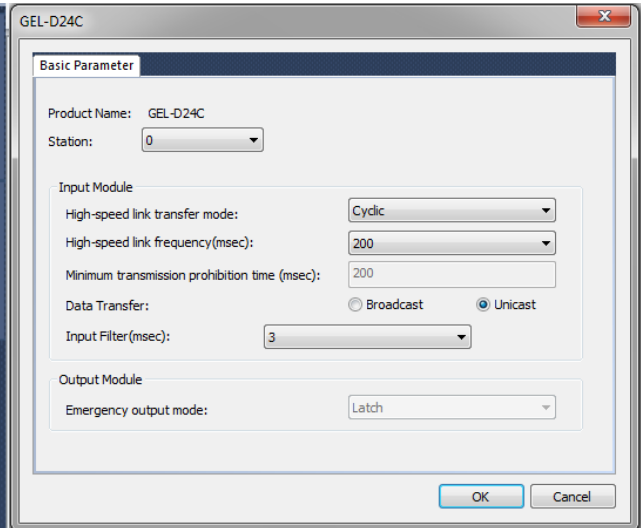 GEL-D24C
Basic Parameter
Product Name: GEL-D24C
Station: 0
Input Module
High-speed link transfer mode: Cyclic
High-speed link frequency(msec): 200
Minimum transmission prohibition time (msec): 200
Data Transfer: Broadcast Unicast
Input Filter(msec): 3
Output Module
Emergency output mode: Latch
OK Cancel